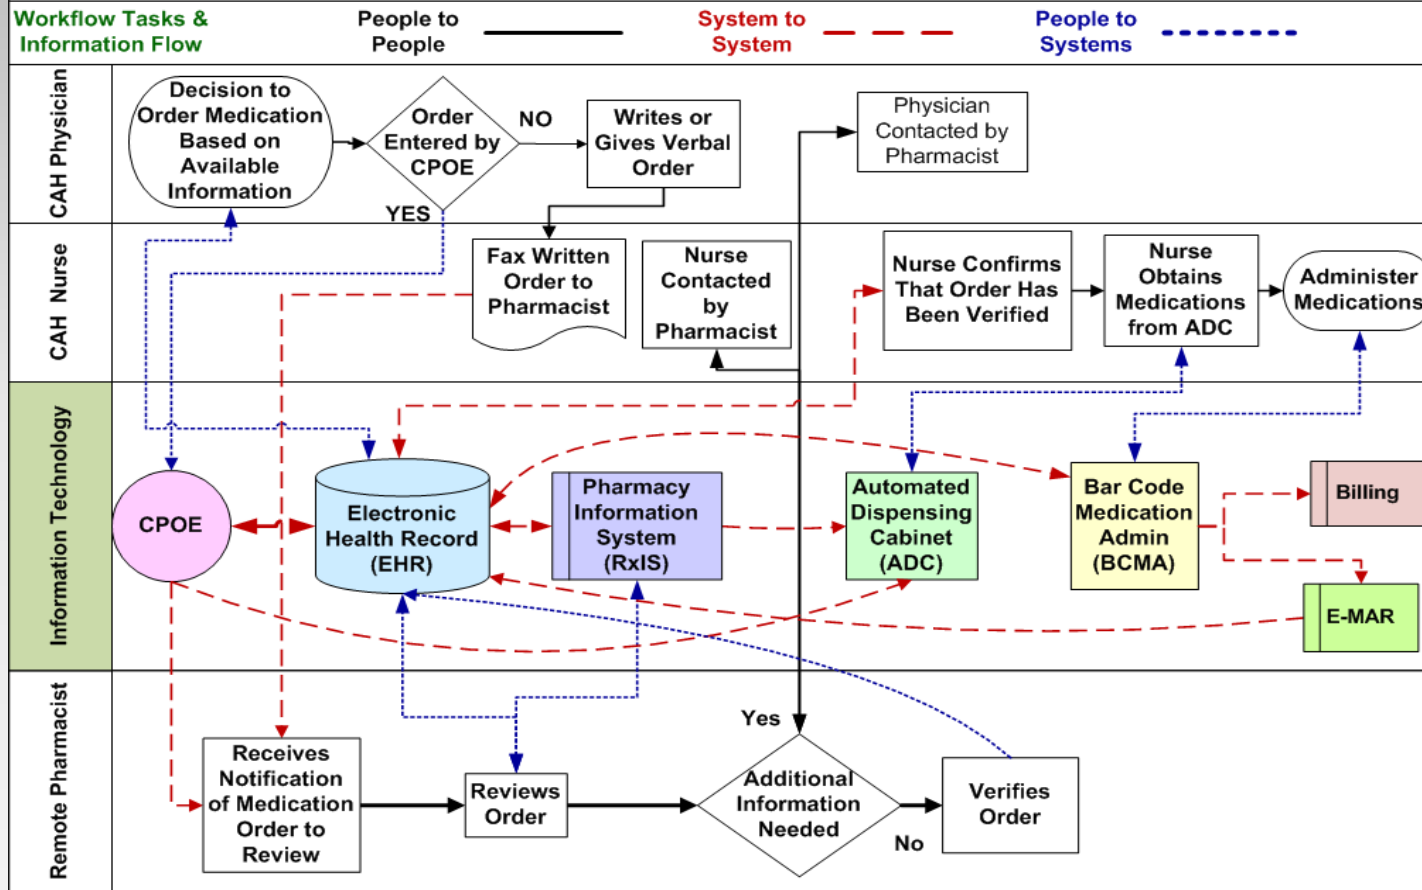 Workflow Tasks &
Information Flow
People to
People
System to
System
People to
Systems
CAH Physician
Decision to
Order Medication
Based on
Available
Information
Order
Entered by
CPOE
NO
YES
Writes or
Gives Verbal
Order
Physician
Contacted by
Pharmacist
CAH Nurse
Fax Written
Order to
Pharmacist
Nurse
Contacted
by
Pharmacist
Nurse Confirms
That Order Has
Been Verified
Nurse
Obtains
Medications
from ADC
Administer
Medications
Information Technology
CPOE
Electronic
Health Record
(EHR)
Pharmacy
Information
System
(RxIS)
Automated
Dispensing
Cabinet
(ADC)
Bar Code
Medication
Admin
(BCMA)
Billing
E-MAR
Remote Pharmacist
Receives
Notification
of Medication
Order to
Review
Reviews
Order
Yes
Additional
Information
Needed
No
Verifies
Order